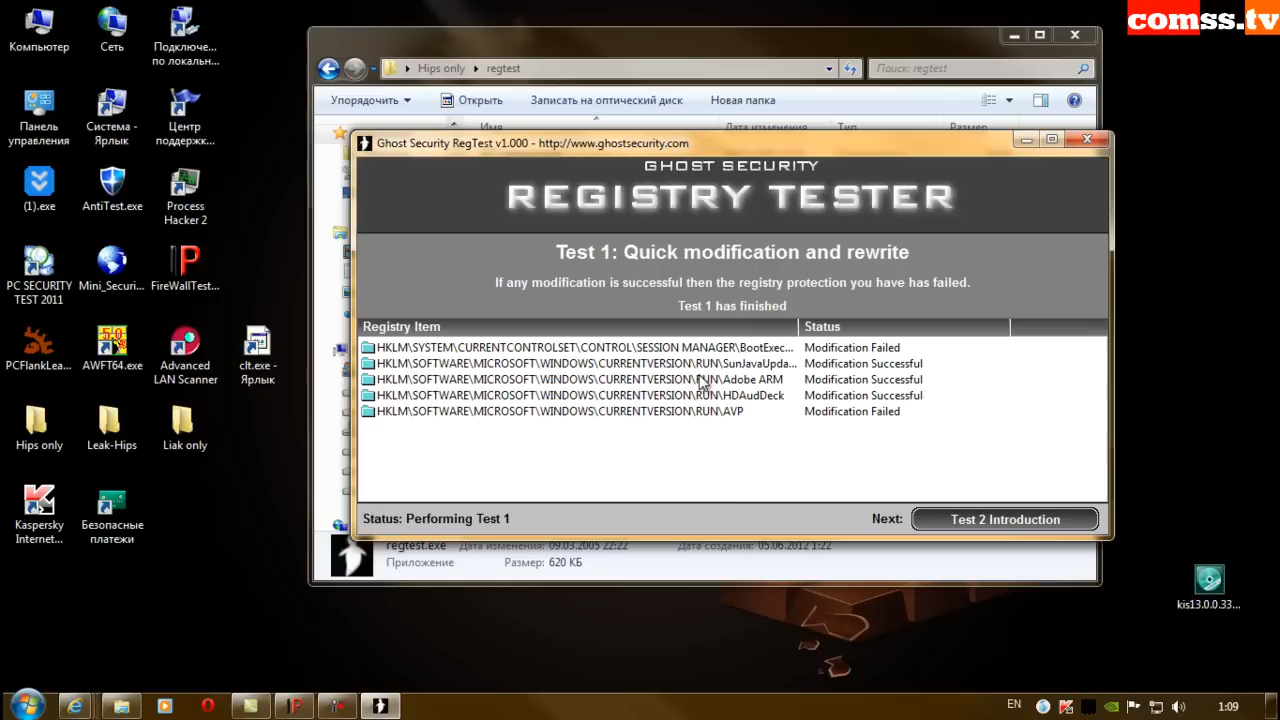 comss.tv
Компьютер
Сеть
Подключе...
по локальн...
Панель
управления
Система -
Ярлык
Центр
поддержк...
(1).exe
AntiTest.exe
Process
Hacker 2
PC SECURITY
TEST 2011
Mini_Securi...
FireWallTest...
PCFlankLea...
AWFT64.exe
Advanced
LAN Scanner
clt.exe -
Ярлык
Hips only
Leak-Hips
Liak only
Kaspersky
Internet...
Безопасные
платежи
kis13.0.0.33...
Hips only
regtest
Поиск: regtest
Упорядочить
Открыть
Записать на оптический диск
Новая папка
Имя
Дата изменения
Тип
Размер
Ghost Security RegTest v1.000 - http://www.ghostsecurity.com
GHOST SECURITY
REGISTRY TESTER
Test 1: Quick modification and rewrite
If any modification is successful then the registry protection you have has failed.
Test 1 has finished
Registry Item Status
HKLM\SYSTEM\CURRENTCONTROLSET\CONTROL\SESSION MANAGER\BootExec... Modification Failed
HKLM\SOFTWARE\MICROSOFT\WINDOWS\CURRENTVERSION\RUN\SunJavaUpda... Modification Successful
HKLM\SOFTWARE\MICROSOFT\WINDOWS\CURRENTVERSION\RUN\Adobe ARM Modification Successful
HKLM\SOFTWARE\MICROSOFT\WINDOWS\CURRENTVERSION\RUN\HDAudDeck Modification Successful
HKLM\SOFTWARE\MICROSOFT\WINDOWS\CURRENTVERSION\RUN\AVP Modification Failed
Status: Performing Test 1
Next: Test 2 Introduction
regtest.exe Дата изменения: 09.03.2005 22:22 Дата создания: 05.06.2012 1:22
Приложение Размер: 620 КБ
EN
1:09